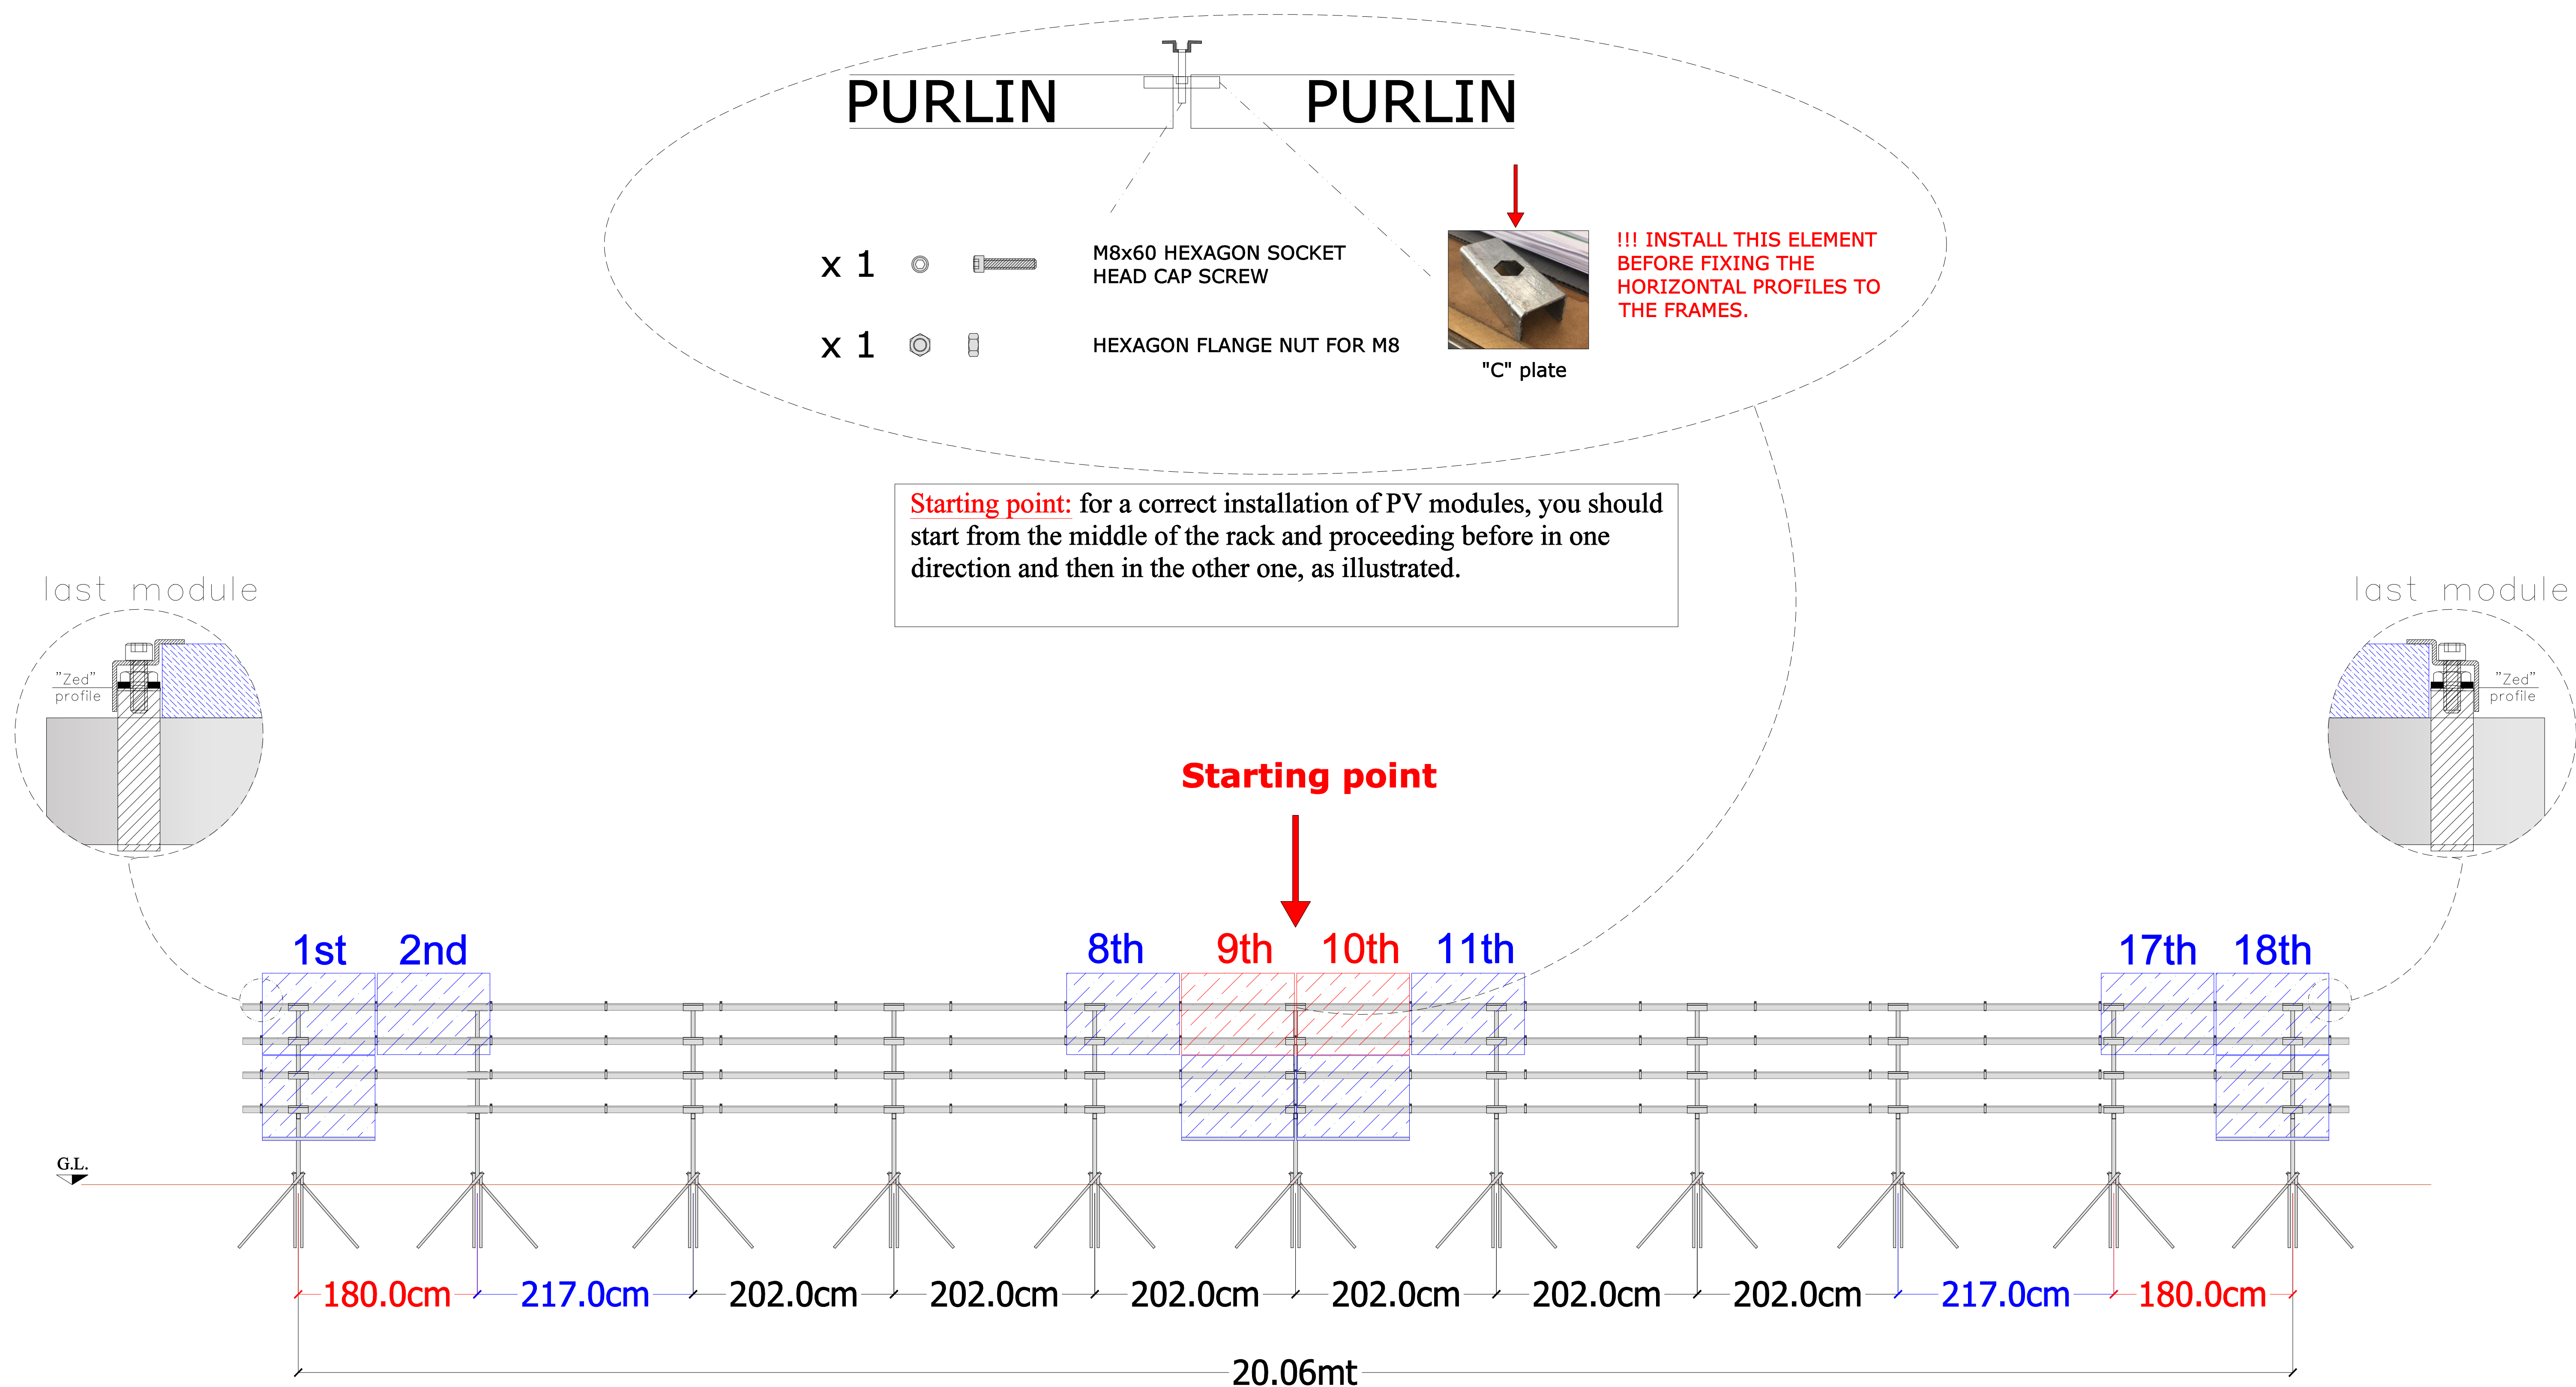 PURLIN PURLIN
x 1 M8x60 HEXAGON SOCKET
HEAD CAP SCREW
x 1 HEXAGON FLANGE NUT FOR M8
!!! INSTALL THIS ELEMENT
BEFORE FIXING THE
HORIZONTAL PROFILES TO
THE FRAMES.
"C" plate
Starting point: for a correct installation of PV modules, you should
start from the middle of the rack and proceeding before in one
direction and then in the other one, as illustrated.
last module
"Zed"
profile
last module
"Zed"
profile
Starting point
1st 2nd 8th 9th 10th 11th 17th 18th
G.L.
180.0cm 217.0cm 202.0cm 202.0cm 202.0cm 202.0cm 202.0cm 202.0cm 217.0cm 180.0cm
20.06mt